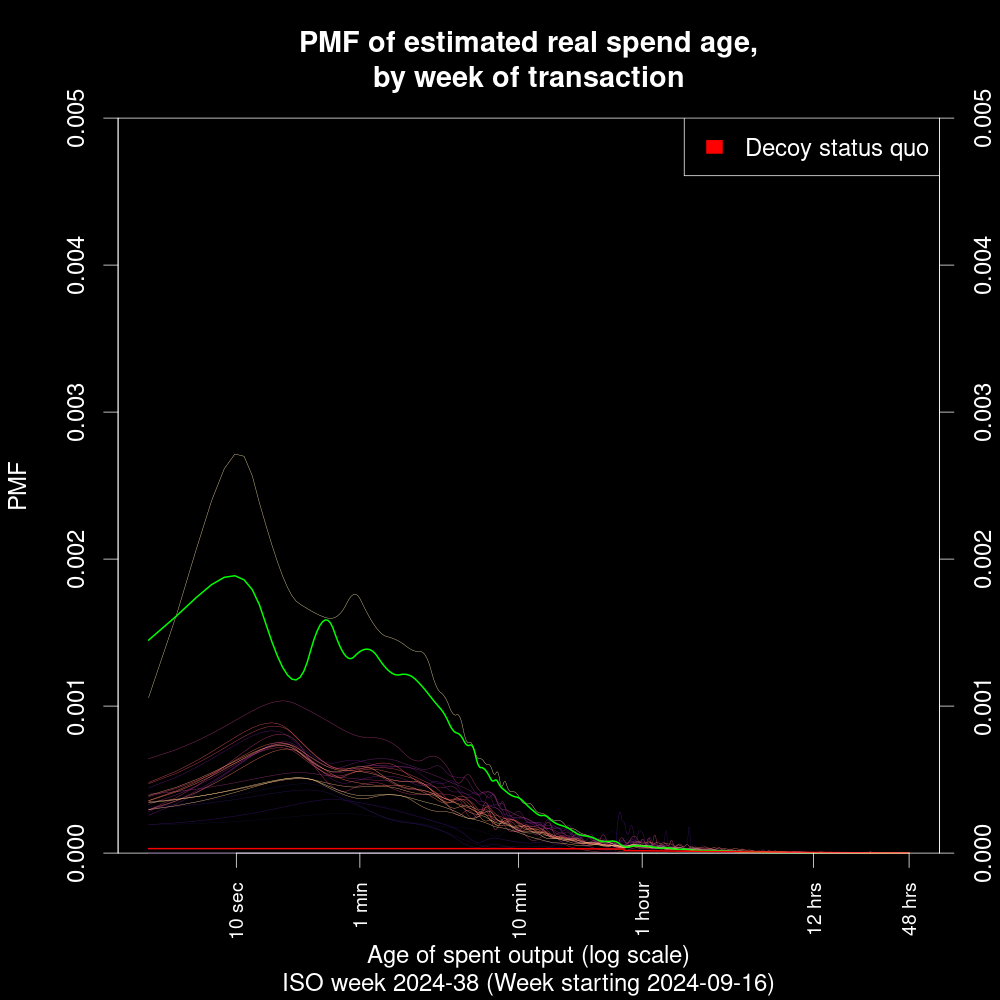 PMF of estimated real spend age,
by week of transaction
Decoy status quo
PMF
0.000
0.001
0.002
0.003
0.004
0.005
0.000
0.001
0.002
0.003
0.004
0.005
10 sec
1 min
10 min
1 hour
12 hrs
48 hrs
Age of spent output (log scale)
ISO week 2024-38 (Week starting 2024-09-16)